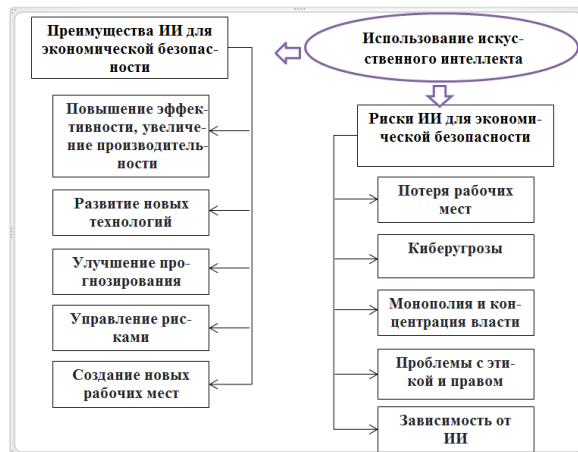 Преимущества ИИ для
экономической безопас-
ности
Повышение эффек-
тивности, увеличе-
ние производитель-
ности
Развитие новых
технологий
Улучшение про-
гнозирования
Управление рис-
ками
Создание новых
рабочих мест
Использование искус-
ственного интеллекта
Риски ИИ для экономи-
ческой безопасности
Потеря рабочих
мест
Киберугрозы
Монополия и кон-
центрация власти
Проблемы с эти-
кой и правом
Зависимость от
ИИ